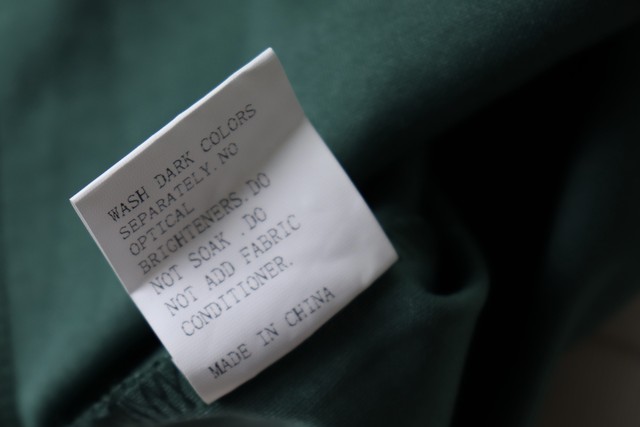 WASH DARK COLORS
SEPARATELY.NO
OPTICAL
BRIGHTENERS.DO
NOT SOAK .DO
NOT ADD FABRIC
CONDITIONER.
MADE IN CHINA